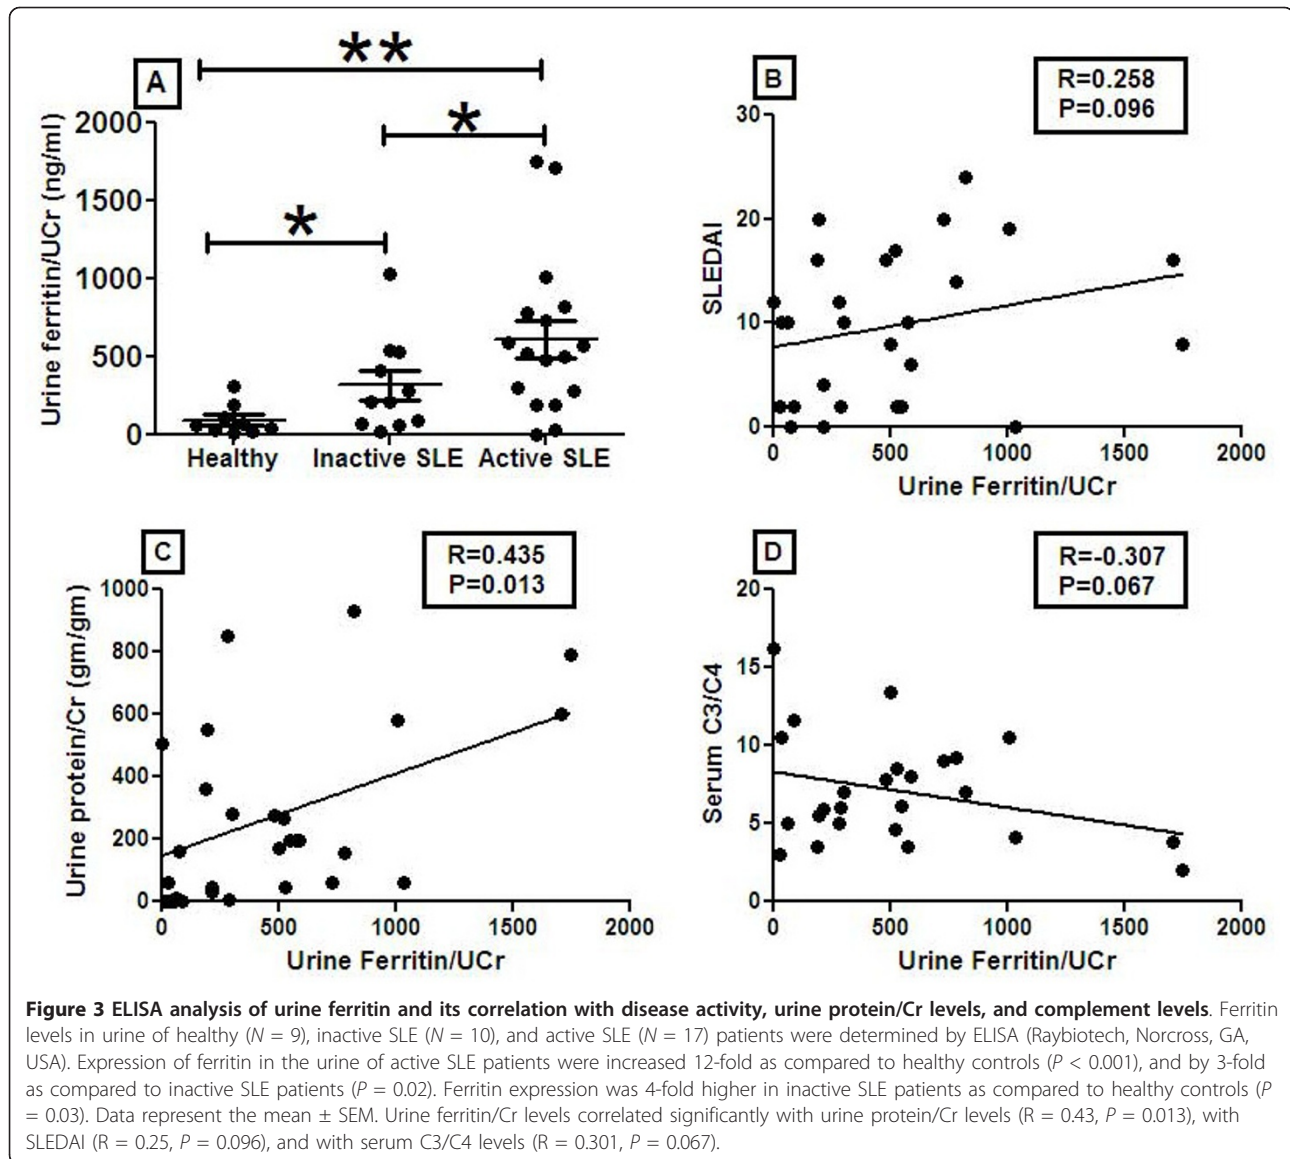 A
**
*
*
Urine ferritin/UCr (ng/ml)
2000
1500
1000
500
0
Healthy Inactive SLE Active SLE
B
R=0.258
P=0.096
SLEDAI
30
20
10
0
0 500 1000 1500 2000
Urine Ferritin/UCr
C
R=0.435
P=0.013
Urine protein/Cr (gm/gm)
1000
800
600
400
200
0
0 500 1000 1500 2000
Urine Ferritin/UCr
D
R=-0.307
P=0.067
Serum C3/C4
20
15
10
5
0
0 500 1000 1500 2000
Urine Ferritin/UCr
Figure 3 ELISA analysis of urine ferritin and its correlation with disease activity, urine protein/Cr levels, and complement levels. Ferritin
levels in urine of healthy (N = 9), inactive SLE (N = 10), and active SLE (N = 17) patients were determined by ELISA (Raybiotech, Norcross, GA,
USA). Expression of ferritin in the urine of active SLE patients were increased 12-fold as compared to healthy controls (P < 0.001), and by 3-fold
as compared to inactive SLE patients (P = 0.02). Ferritin expression was 4-fold higher in inactive SLE patients as compared to healthy controls (P
= 0.03). Data represent the mean ± SEM. Urine ferritin/Cr levels correlated significantly with urine protein/Cr levels (R = 0.43, P = 0.013), with
SLEDAI (R = 0.25, P = 0.096), and with serum C3/C4 levels (R = 0.301, P = 0.067).